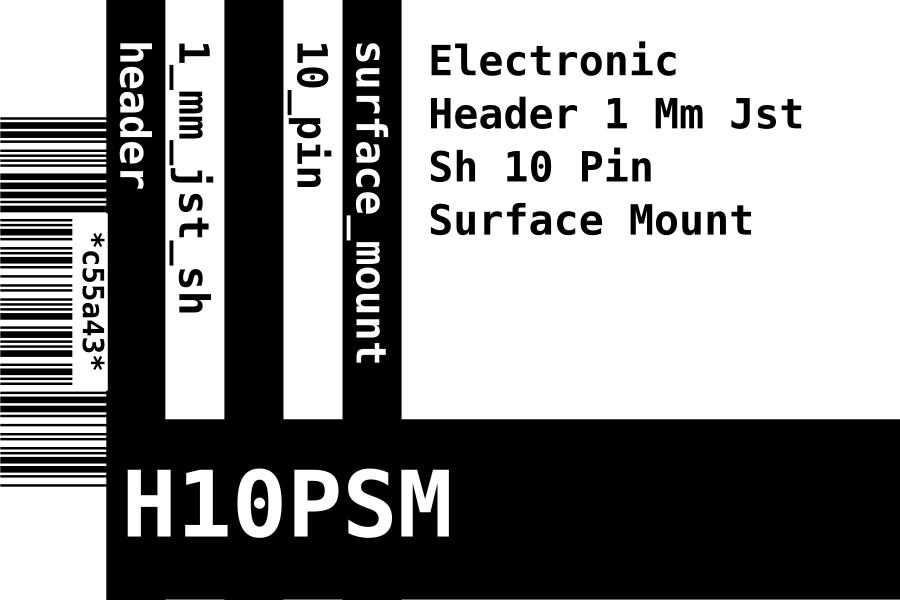 *c55a43*
header
1_mm_jst_sh
10_pin
surface_mount
Electronic
Header 1 Mm Jst
Sh 10 Pin
Surface Mount
H10PSM